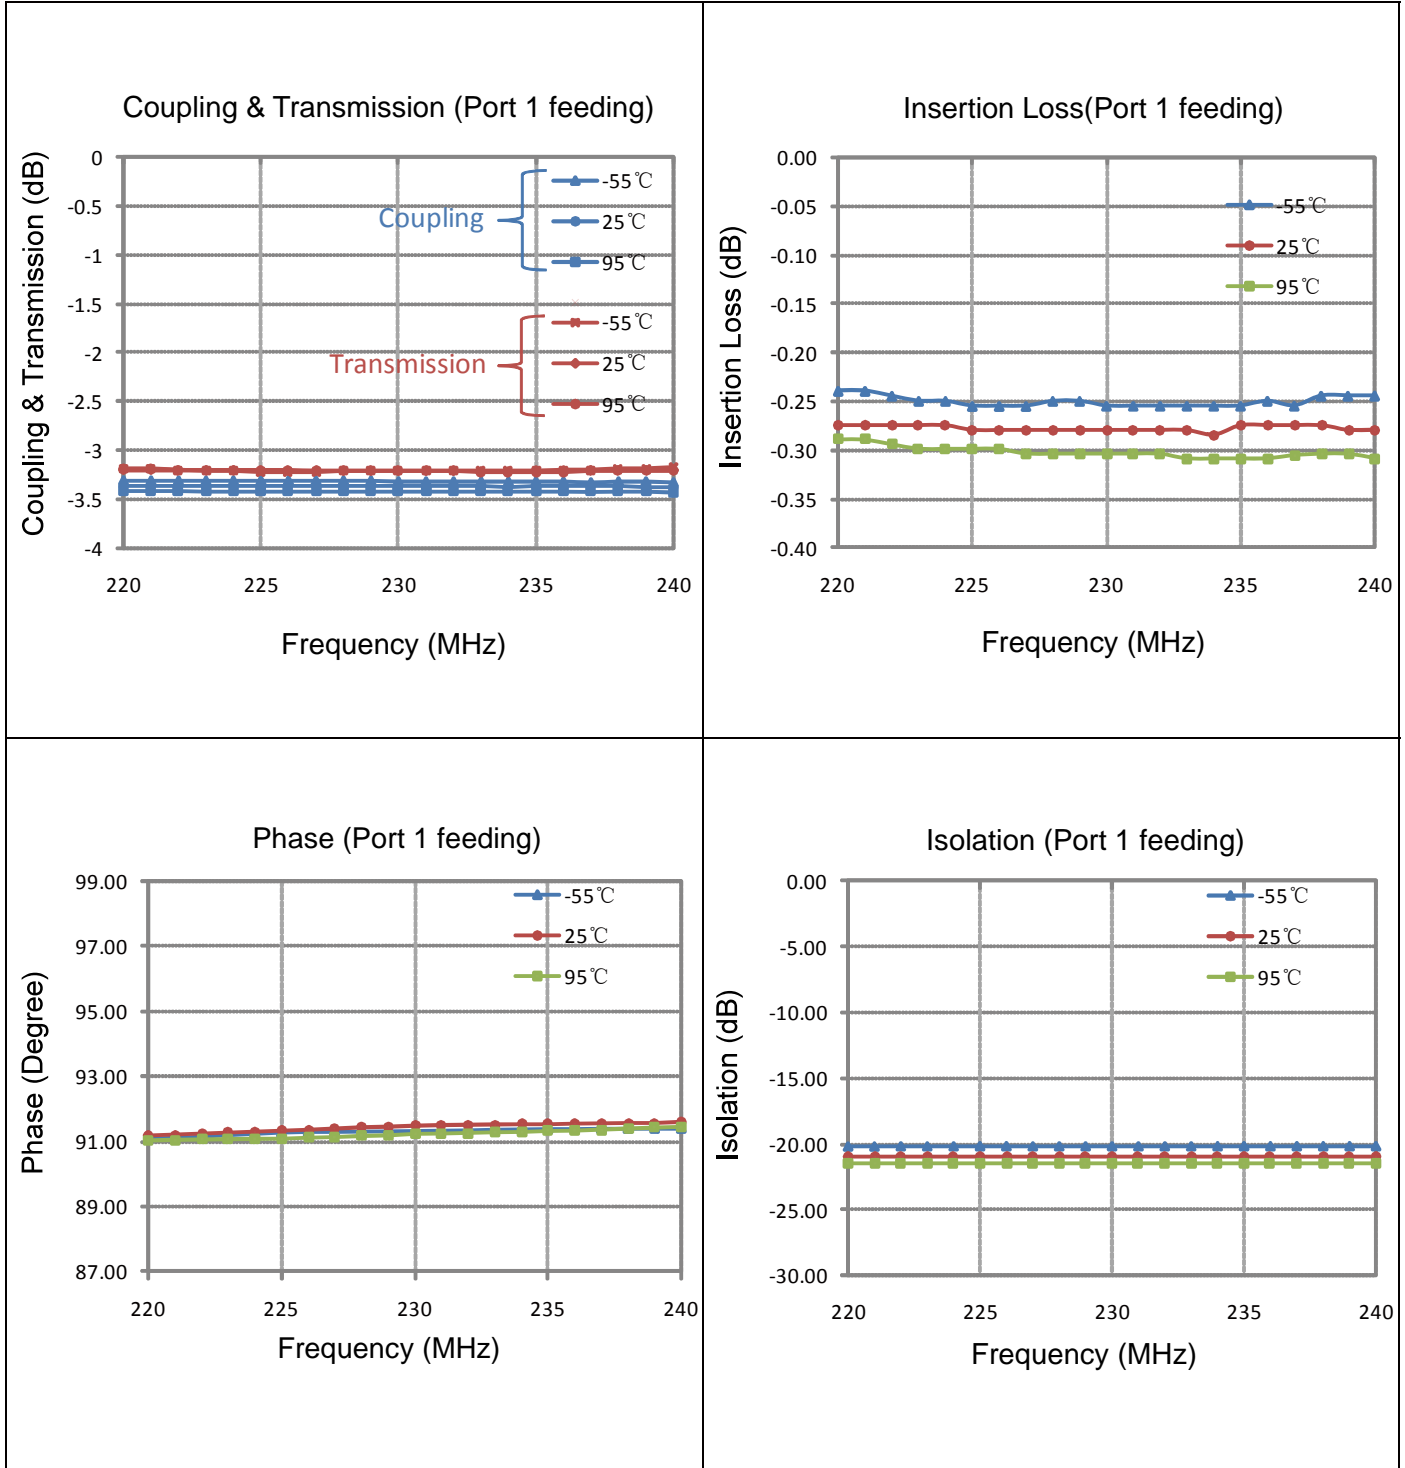 Coupling & Transmission (Port 1 feeding)
Coupling & Transmission (dB)
0
-0.5
-1
-1.5
-2
-2.5
-3
-3.5
-4
Coupling
-55℃
25℃
95℃
Transmission
-55℃
25℃
95℃
220 225 230 235 240
Frequency (MHz)
Insertion Loss(Port 1 feeding)
Insertion Loss (dB)
0.00
-0.05
-0.10
-0.15
-0.20
-0.25
-0.30
-0.35
-0.40
-55℃
25℃
95℃
220 225 230 235 240
Frequency (MHz)
Phase (Port 1 feeding)
Phase (Degree)
99.00
97.00
95.00
93.00
91.00
89.00
87.00
-55℃
25℃
95℃
220 225 230 235 240
Frequency (MHz)
Isolation (Port 1 feeding)
Isolation (dB)
0.00
-5.00
-10.00
-15.00
-20.00
-25.00
-30.00
-55℃
25℃
95℃
220 225 230 235 240
Frequency (MHz)